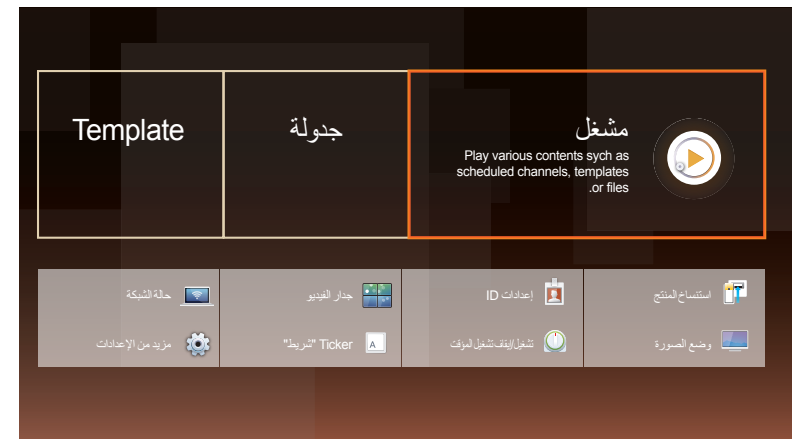 مشغل
Play various contents sych as
scheduled channels, templates
.or files
جدولة
Template
استنساخ المنتج
إعدادات ID
جدار الفيديو
حالة الشبكة
وضع الصورة
تشغيل/إيقاف تشغيل المؤقت
Ticker "شريط"
A
مزيد من الإعدادات